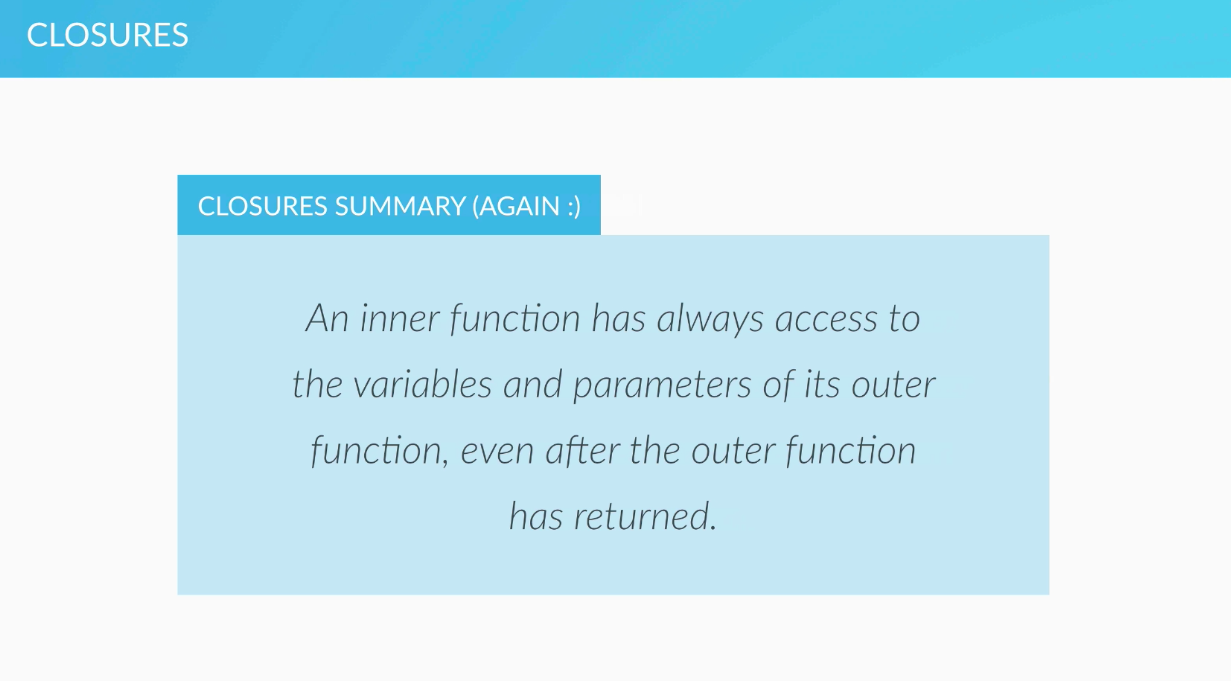 CLOSURES
CLOSURES SUMMARY (AGAIN :)
An inner function has always access to
the variables and parameters of its outer
function, even after the outer function
has returned.